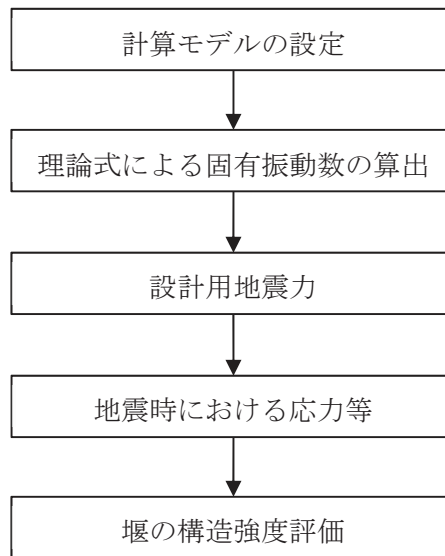 計算モデルの設定
理論式による固有振動数の算出
設計用地震力
地震時における応力等
堰の構造強度評価